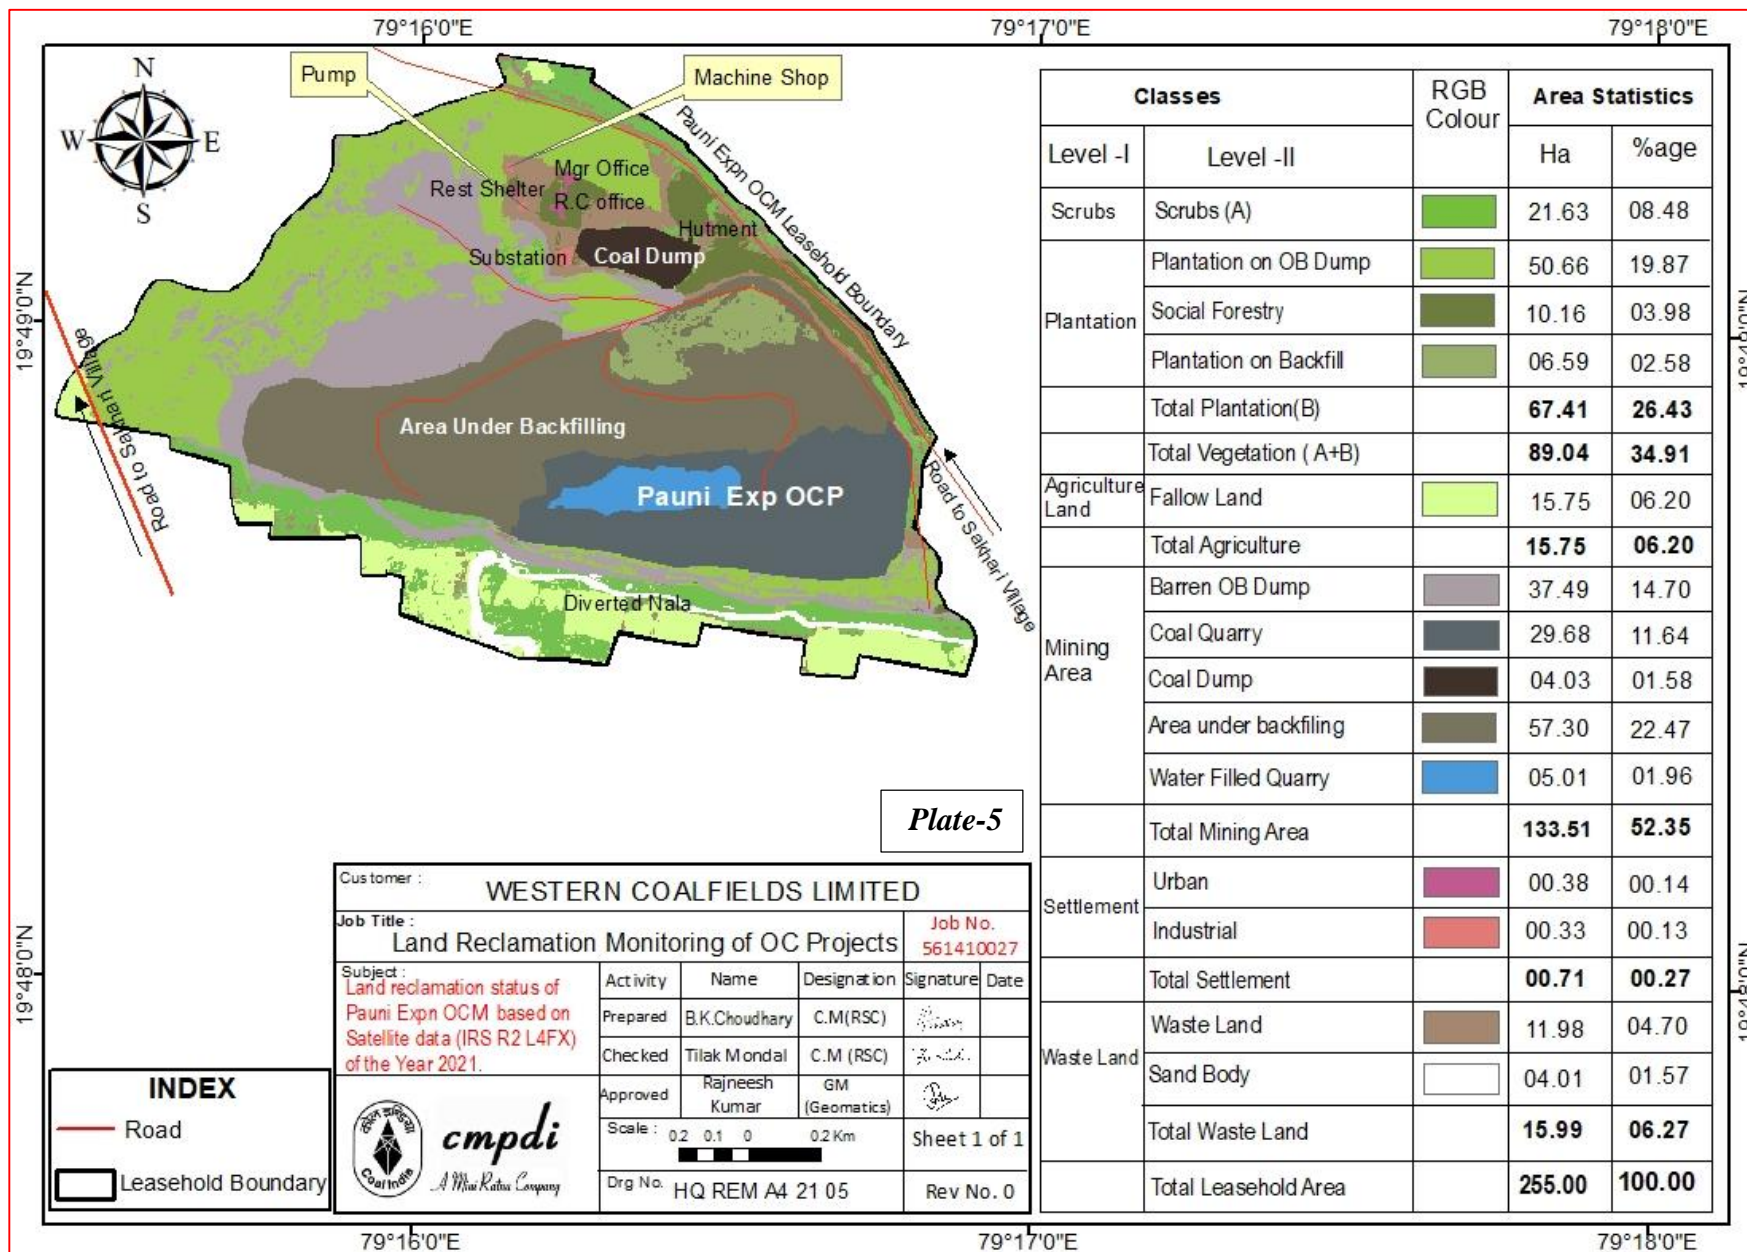 79°16'0"E 79°17'0"E 79°18'0"E
N
W E
S
Pump
Machine Shop
Pauni Expn OCM Leasehold Boundary
Mgr Office
Rest Shelter
R.C office
Hutment
Substation
Coal Dump
19°49'0"N
19°49'0"N
Road to Sakhari Village
Area Under Backfilling
Pauni Exp OCP
Road to Sakhari Village
Diverted Nala
Plate-5
19°48'0"N
19°48'0"N
Classes RGB Colour Area Statistics
Level -I Level -II Ha %age
Scrubs Scrubs (A) 21.63 08.48
Plantation
Plantation on OB Dump 50.66 19.87
Social Forestry 10.16 03.98
Plantation on Backfill 06.59 02.58
Total Plantation(B) 67.41 26.43
Total Vegetation ( A+B) 89.04 34.91
Agriculture Land Fallow Land 15.75 06.20
Total Agriculture 15.75 06.20
Mining Area
Barren OB Dump 37.49 14.70
Coal Quarry 29.68 11.64
Coal Dump 04.03 01.58
Area under backfiling 57.30 22.47
Water Filled Quarry 05.01 01.96
Total Mining Area 133.51 52.35
Settlement
Urban 00.38 00.14
Industrial 00.33 00.13
Total Settlement 00.71 00.27
Waste Land
Waste Land 11.98 04.70
Sand Body 04.01 01.57
Total Waste Land 15.99 06.27
Total Leasehold Area 255.00 100.00
Customer :
WESTERN COALFIELDS LIMITED
Job Title :
Land Reclamation Monitoring of OC Projects
Job No.
561410027
Subject :
Land reclamation status of
Pauni Expn OCM based on
Satellite data (IRS R2 L4FX)
of the Year 2021.
Activity Name Designation Signature Date
Prepared B.K.Choudhary C.M(RSC)
Checked Tilak Mondal C.M (RSC)
Approved Rajneesh Kumar GM (Geomatics)
Scale : 0.2 0.1 0 0.2 Km
Sheet 1 of 1
Drg No. HQ REM A4 21 05
Rev No. 0
कोल इन्डिया
Coal India
cmpdi
A Mini Ratna Company
INDEX
Road
Leasehold Boundary
79°16'0"E 79°17'0"E 79°18'0"E